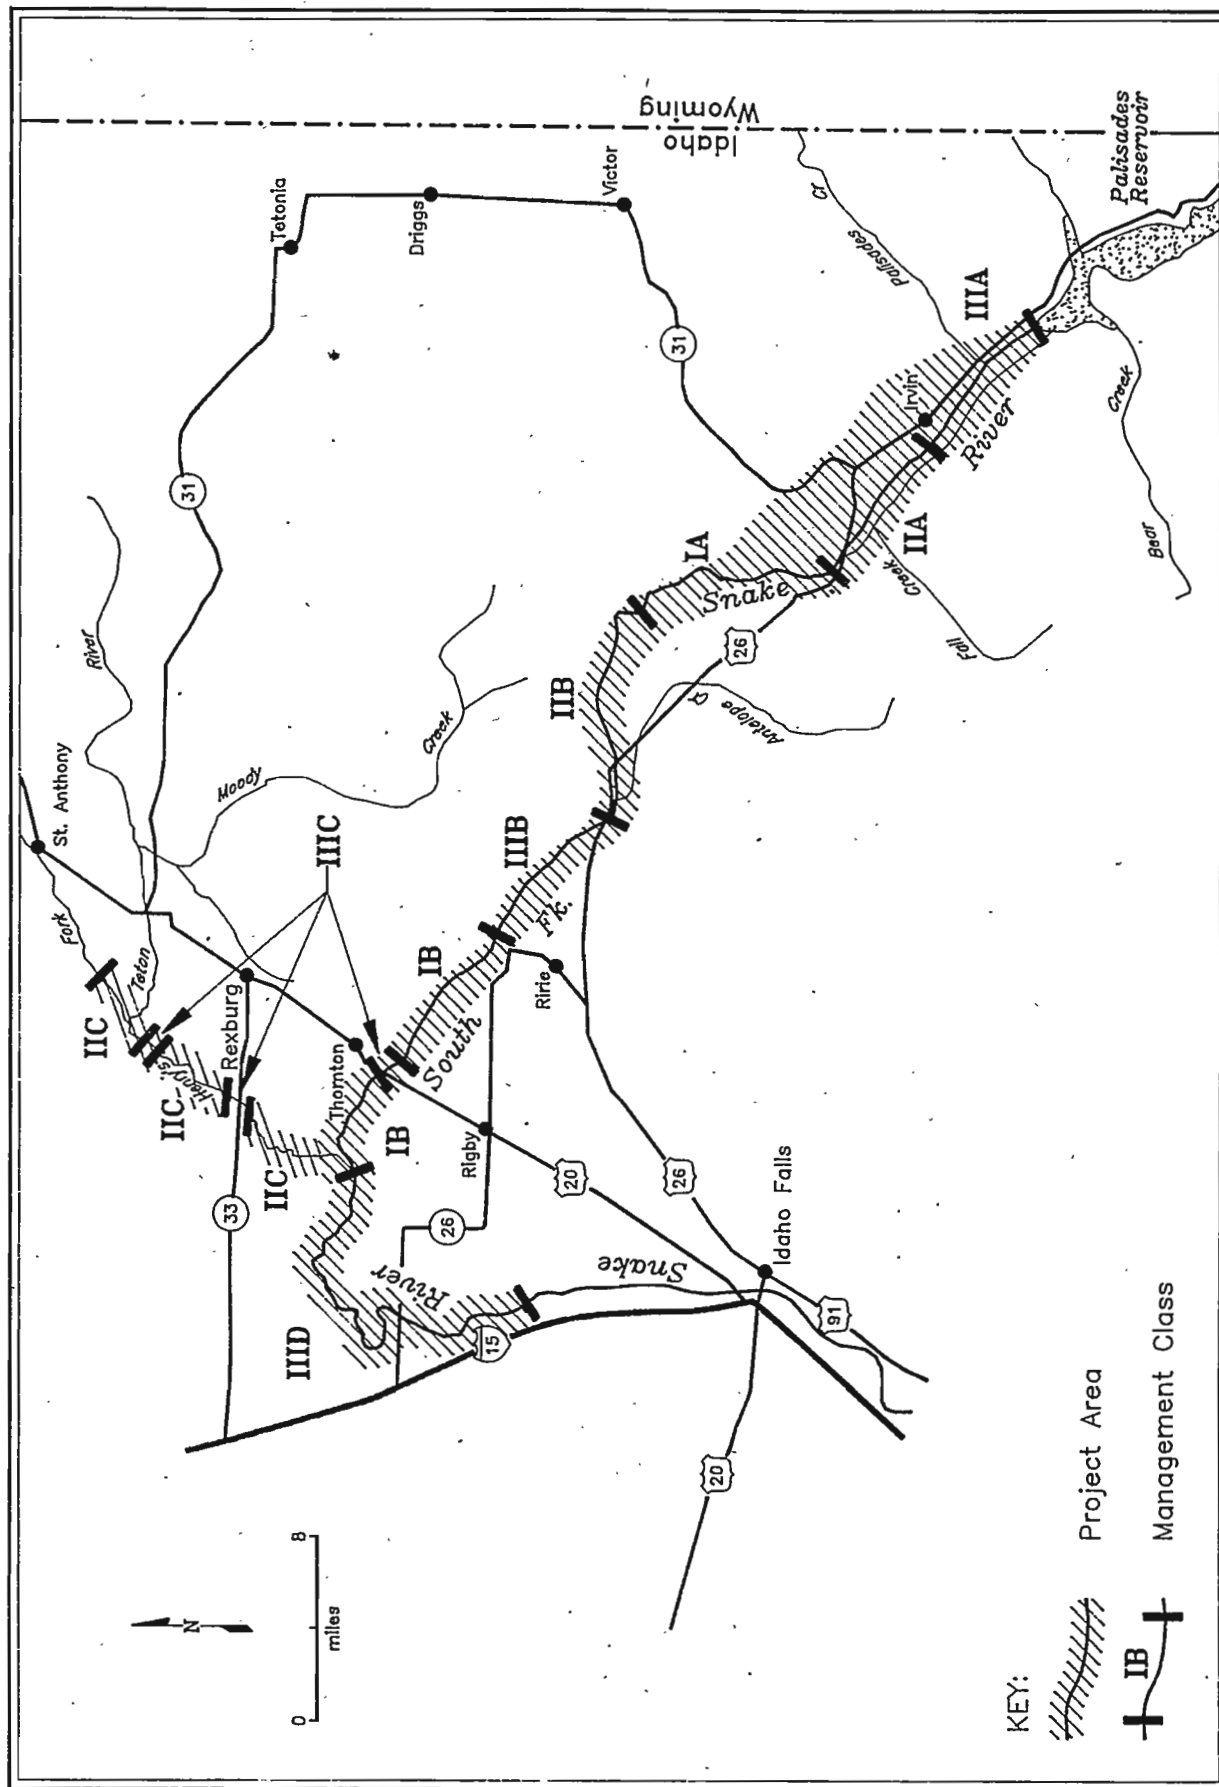 St. Anthony
Fork
River
31
Tetonia
Driggs
Victor
Idaho
Wyoming
Teton
Moody
Creek
IIC
IIIC
Rexburg
Henry's
IIC
33
IIC
Thornton
IB
IB
South
IIIB
Fk.
Ririe
Rigby
26
20
IIID
River
15
Snake
26
Idaho Falls
91
20
IIB
Antelope
Cr
26
IA
Snake
31
IIA
Fall
Creek
Irvin
River
IIIA
Palisades
Cr
Palisades
Reservoir
Bear
Creek
N
0
8
miles
KEY:
Project Area
IB
Management Class